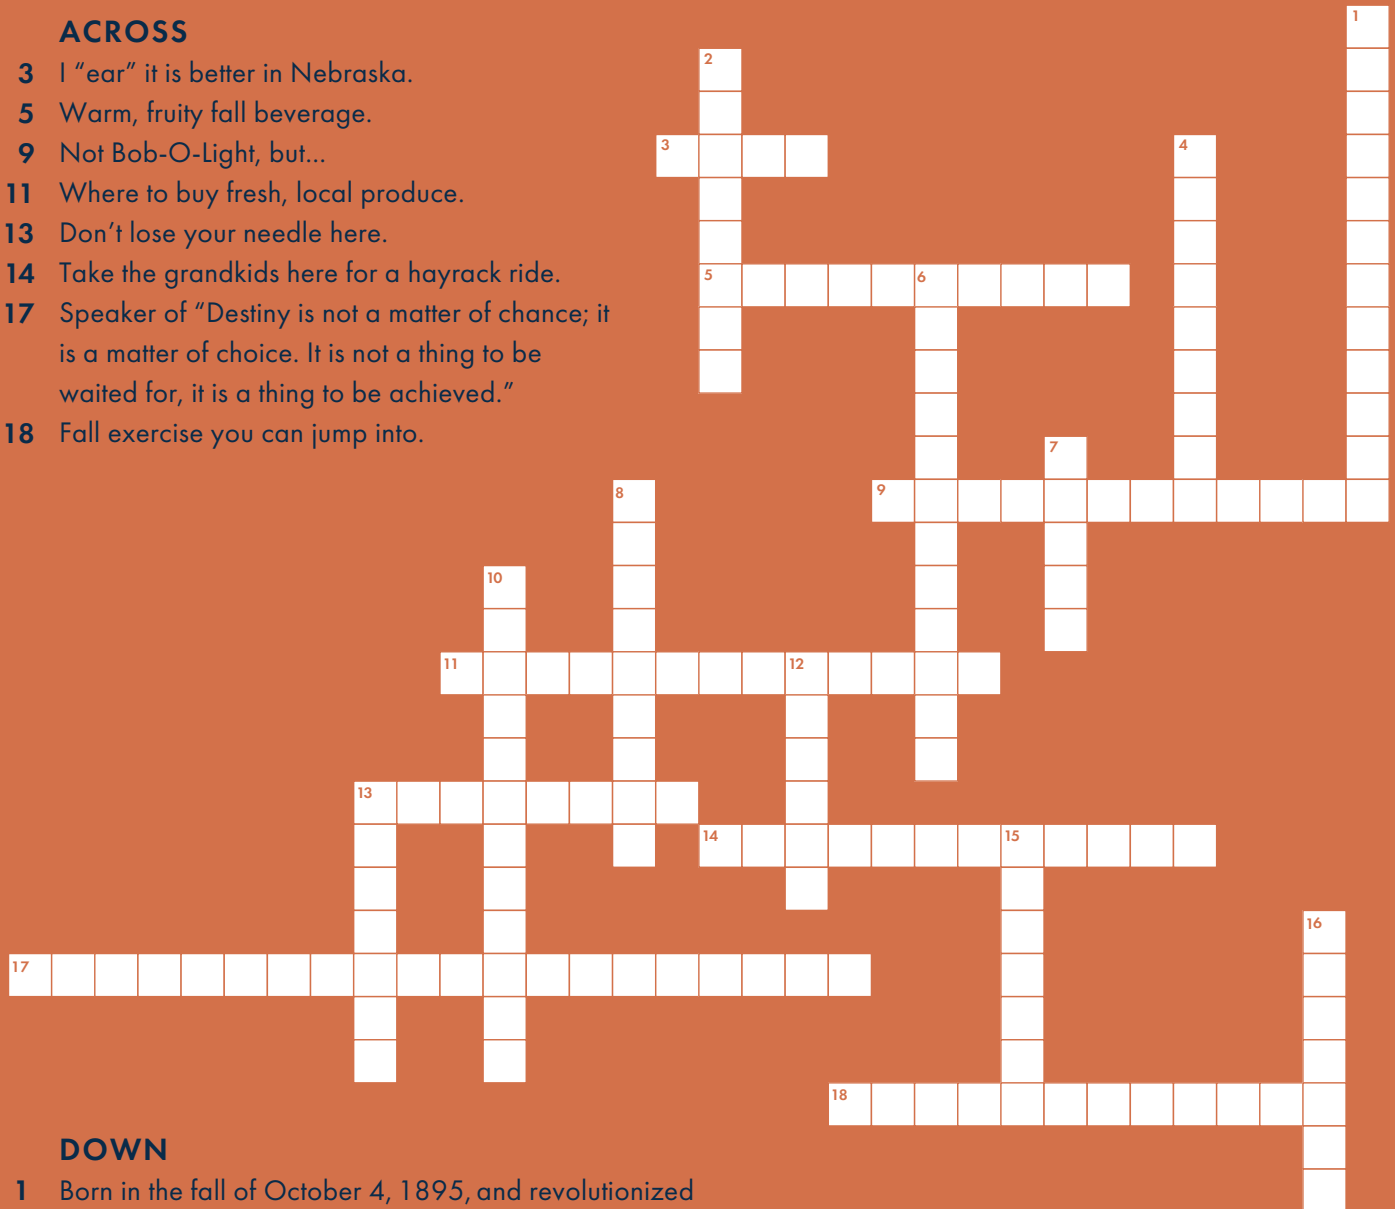 ACROSS
3 I “ear” it is better in Nebraska.
5 Warm, fruity fall beverage.
9 Not Bob-O-Light, but...
11 Where to buy fresh, local produce.
13 Don’t lose your needle here.
14 Take the grandkids here for a hayrack ride.
17 Speaker of “Destiny is not a matter of chance; it
is a matter of choice. It is not a thing to be
waited for, it is a thing to be achieved.”
18 Fall exercise you can jump into.
1
2
3
4
5
6
7
8
9
10
11
12
13
14
15
16
17
18
DOWN
1 Born in the fall of October 4, 1895, and revolutionized